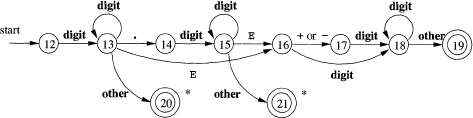 digit digit digit
start
12 digit 13 . 14 digit 15 E 16 + or − 17 digit 18 other 19
E digit
other 20 * other 21 *